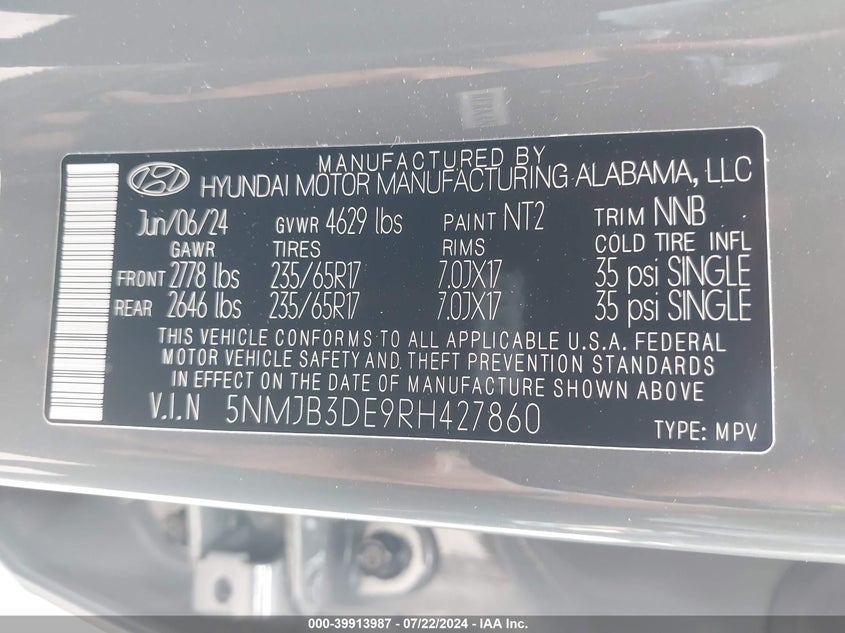 MANUFACTURED BY
HYUNDAI MOTOR MANUFACTURING ALABAMA, LLC
Jun/06/24 GVWR 4629 lbs PAINT NT2 TRIM NNB
GAWR TIRES RIMS COLD TIRE INFL
FRONT 2778 lbs 235/65R17 7.0JX17 35 psi SINGLE
REAR 2646 lbs 235/65R17 7.0JX17 35 psi SINGLE
THIS VEHICLE CONFORMS TO ALL APPLICABLE U.S.A. FEDERAL
MOTOR VEHICLE SAFETY AND THEFT PREVENTION STANDARDS
IN EFFECT ON THE DATE OF MANUFACTURE SHOWN ABOVE
V.I.N 5NMJB3DE9RH427860
TYPE: MPV
000-39913987 - 07/22/2024 - IAA Inc.